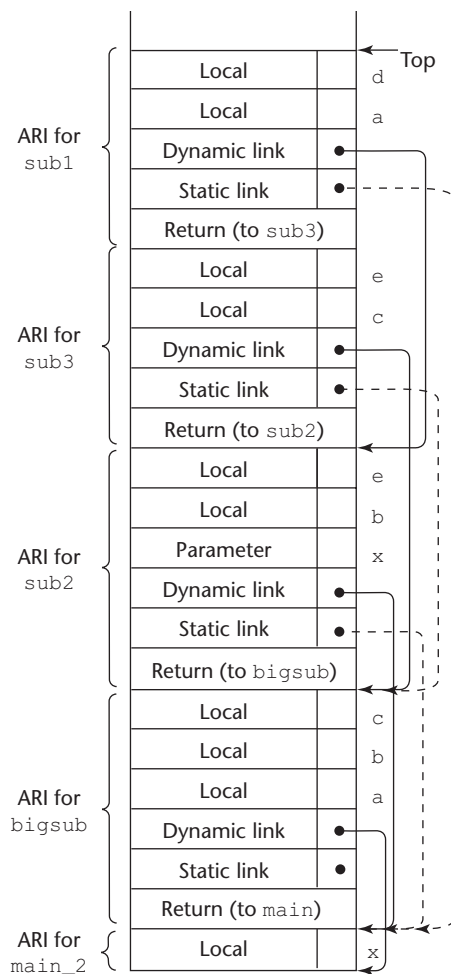 Top
ARI for
sub1
Local d
Local a
Dynamic link
Static link
Return (to sub3)
ARI for
sub3
Local e
Local c
Dynamic link
Static link
Return (to sub2)
ARI for
sub2
Local e
Local b
Parameter x
Dynamic link
Static link
Return (to bigsub)
ARI for
bigsub
Local c
Local b
Local a
Dynamic link
Static link
Return (to main)
ARI for
main_2
Local x